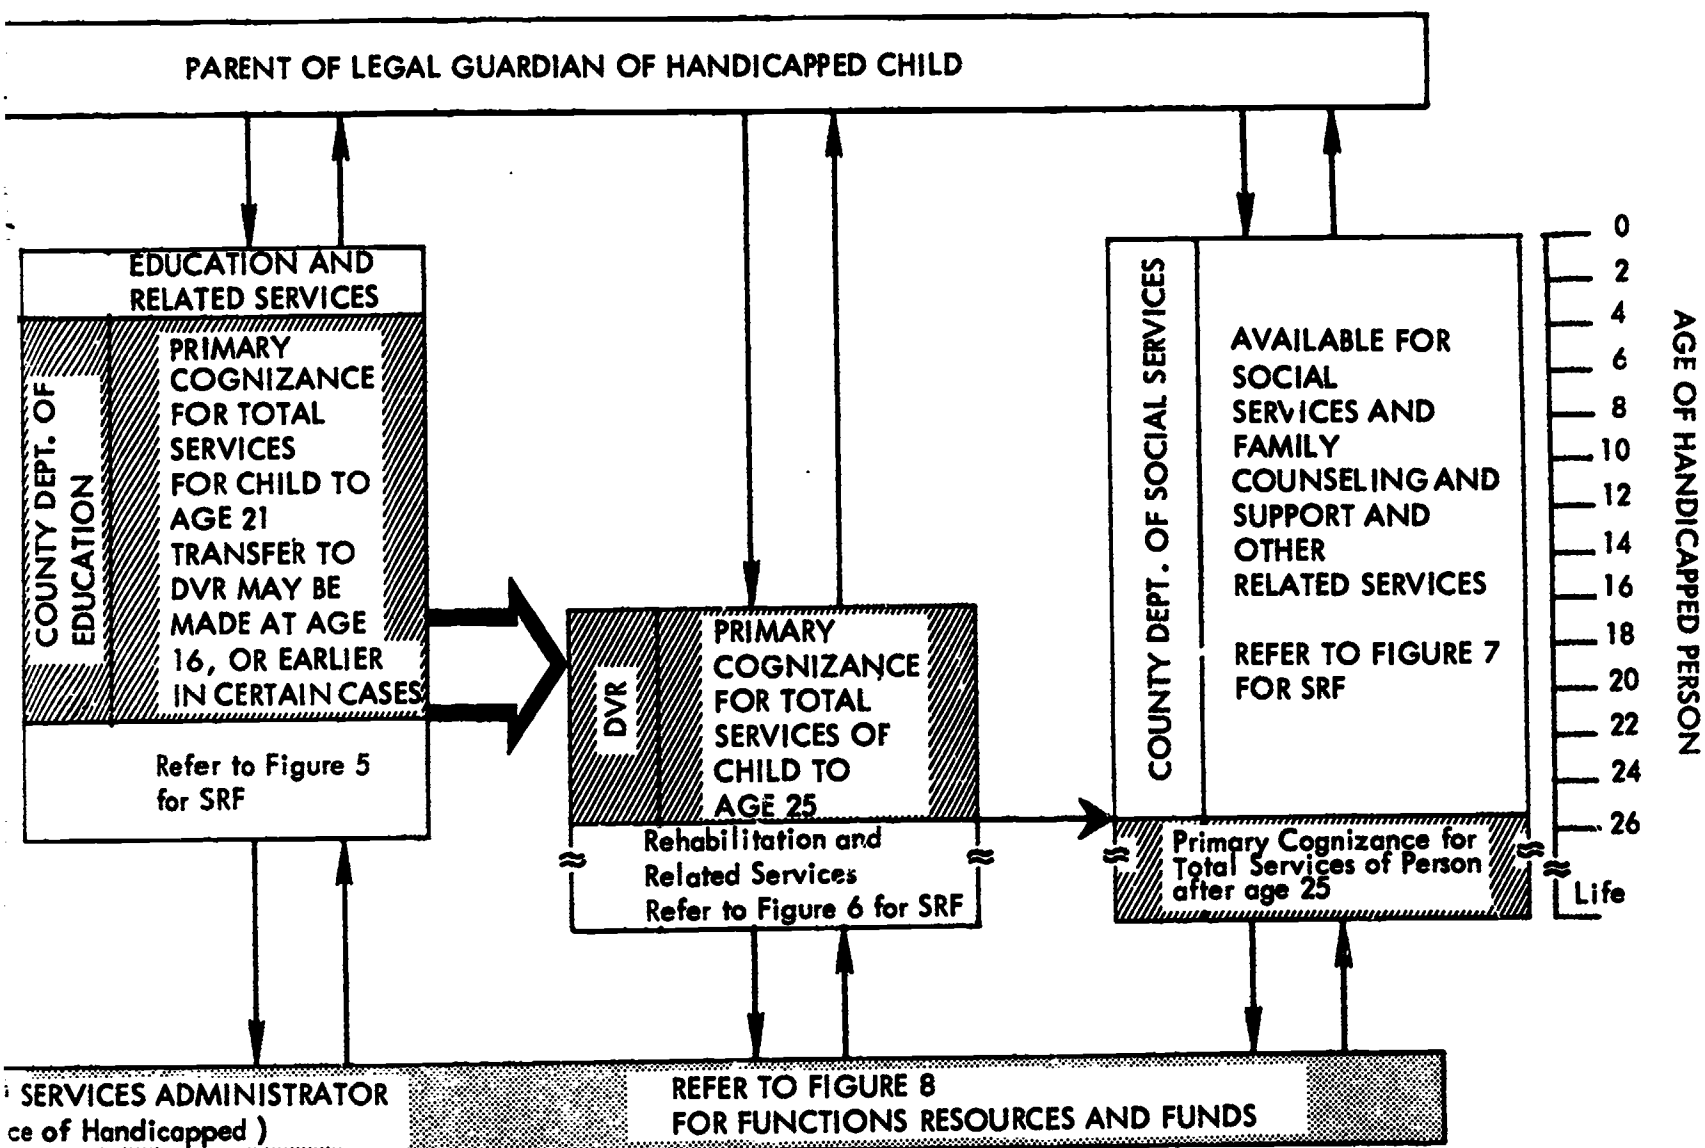 PARENT OF LEGAL GUARDIAN OF HANDICAPPED CHILD
EDUCATION AND
RELATED SERVICES
COUNTY DEPT. OF
EDUCATION
PRIMARY
COGNIZANCE
FOR TOTAL
SERVICES
FOR CHILD TO
AGE 21
TRANSFER TO
DVR MAY BE
MADE AT AGE
16, OR EARLIER
IN CERTAIN CASES
Refer to Figure 5
for SRF
DVR
PRIMARY
COGNIZANCE
FOR TOTAL
SERVICES OF
CHILD TO
AGE 25
Rehabilitation and
Related Services
Refer to Figure 6 for SRF
COUNTY DEPT. OF SOCIAL SERVICES
AVAILABLE FOR
SOCIAL
SERVICES AND
FAMILY
COUNSELING AND
SUPPORT AND
OTHER
RELATED SERVICES
REFER TO FIGURE 7
FOR SRF
Primary Cognizance for
Total Services of Person
after age 25
0
2
4
6
8
10
12
14
16
18
20
22
24
26
Life
AGE OF HANDICAPPED PERSON
SERVICES ADMINISTRATOR
ce of Handicapped )
REFER TO FIGURE 8
FOR FUNCTIONS RESOURCES AND FUNDS